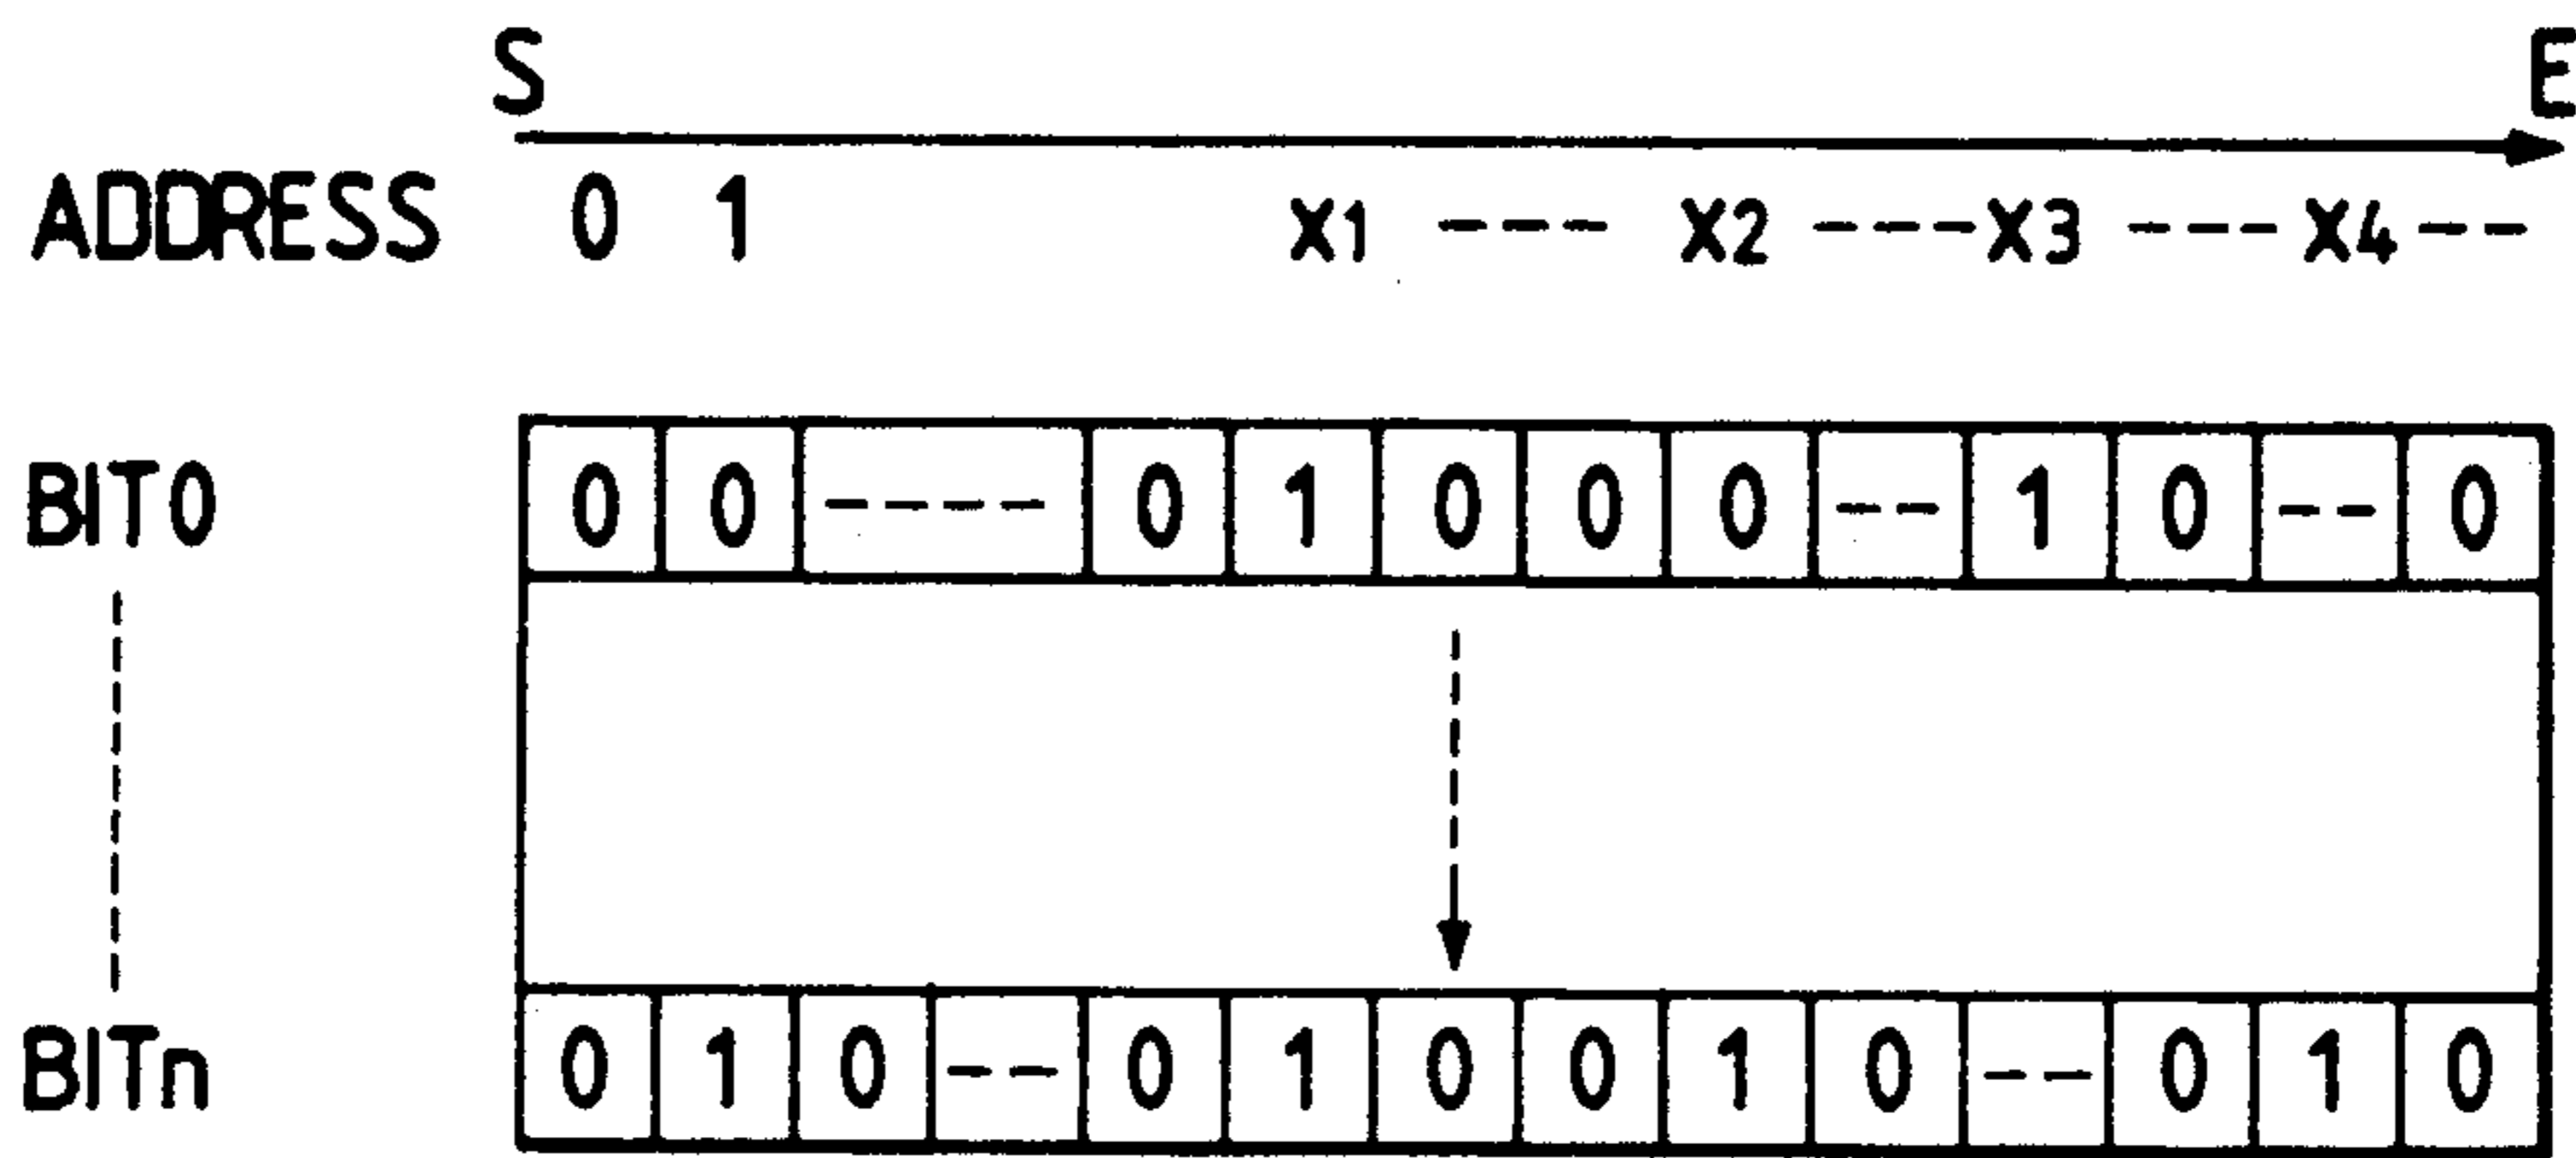 S E
ADDRESS 0 1 X1 --- X2 --- X3 --- X4 --
BIT0 0 0 ---- 0 1 0 0 0 -- 1 0 -- 0
BITn 0 1 0 -- 0 1 0 0 1 0 -- 0 1 0